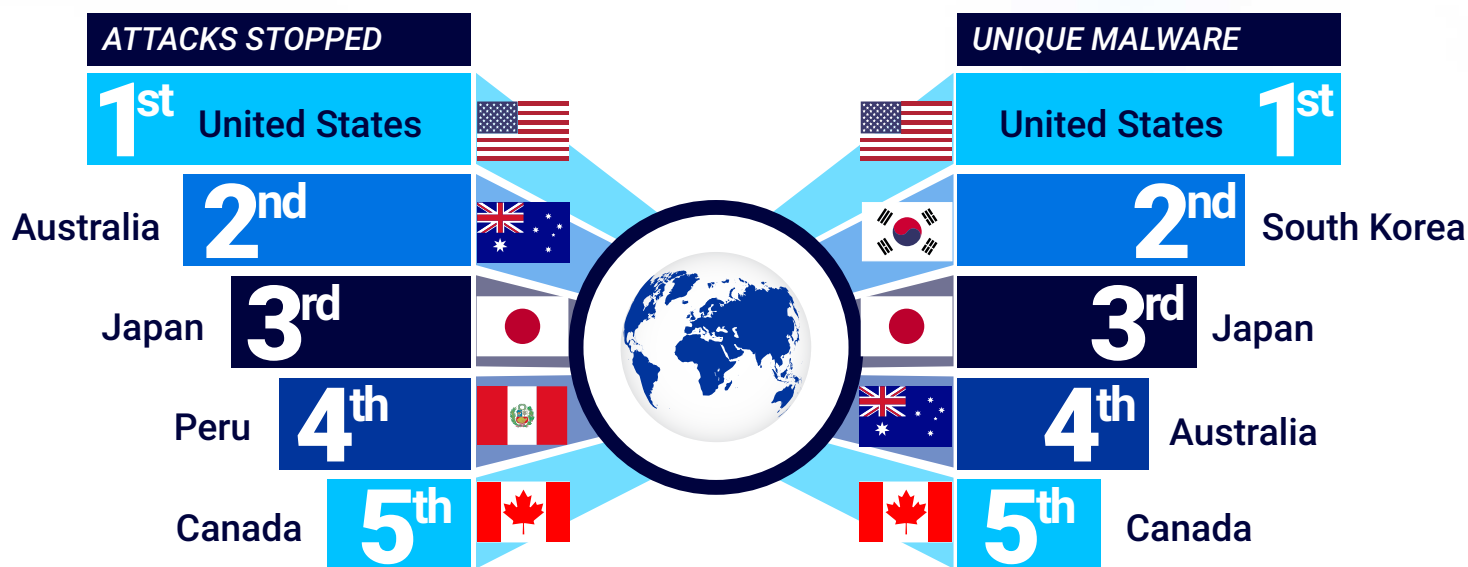 ATTACKS STOPPED
1st United States
Australia 2nd
Japan 3rd
Peru 4th
Canada 5th
UNIQUE MALWARE
United States 1st
2nd South Korea
3rd Japan
4th Australia
5th Canada